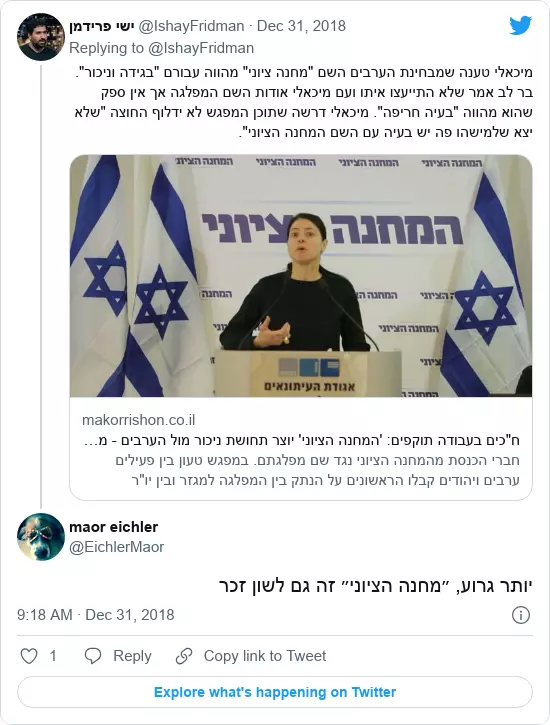 ישי פרידמן @IshayFridman · Dec 31, 2018
Replying to @IshayFridman
מיכאלי טענה שמבחינת הערבים השם "מחנה ציוני" מהווה עבורם "בגידה וניכור".
בר לב אמר שלא התייעצו איתו ועם מיכאלי אודות השם המפלגה אך אין ספק
שהוא מהווה "בעיה חריפה". מיכאלי דרשה שתוכן המפגש לא ידלוף החוצה "שלא
יצא שלמישהו פה יש בעיה עם השם המחנה הציוני".
המחנה הציוני
המחנה הציוני
המחנה הציוני
המחנה הציוני
אגודת העיתונאים
makorrishon.co.il
ח"כים בעבודה תוקפים: 'המחנה הציוני' יוצר תחושת ניכור מול הערבים - מ...
חברי הכנסת מהמחנה הציוני נגד שם מפלגתם. במפגש טעון בין פעילים
ערבים ויהודים קבלו הראשונים על הנתק בין המפלגה למגזר ובין יו"ר
maor eichler
@EichlerMaor
יותר גרוע, ״מחנה הציוני״ זה גם לשון זכר
9:18 AM · Dec 31, 2018
1 Reply Copy link to Tweet
Explore what's happening on Twitter